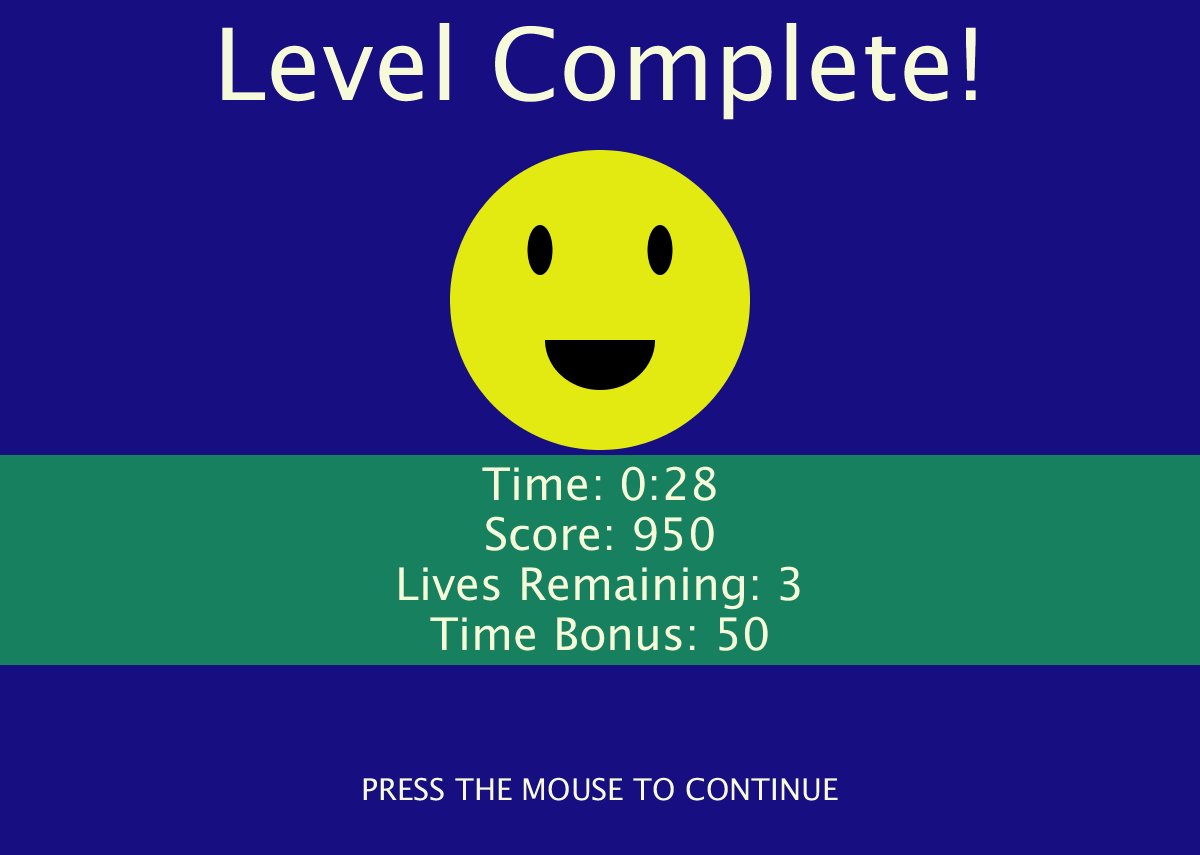 Level Complete!
Time: 0:28
Score: 950
Lives Remaining: 3
Time Bonus: 50
PRESS THE MOUSE TO CONTINUE